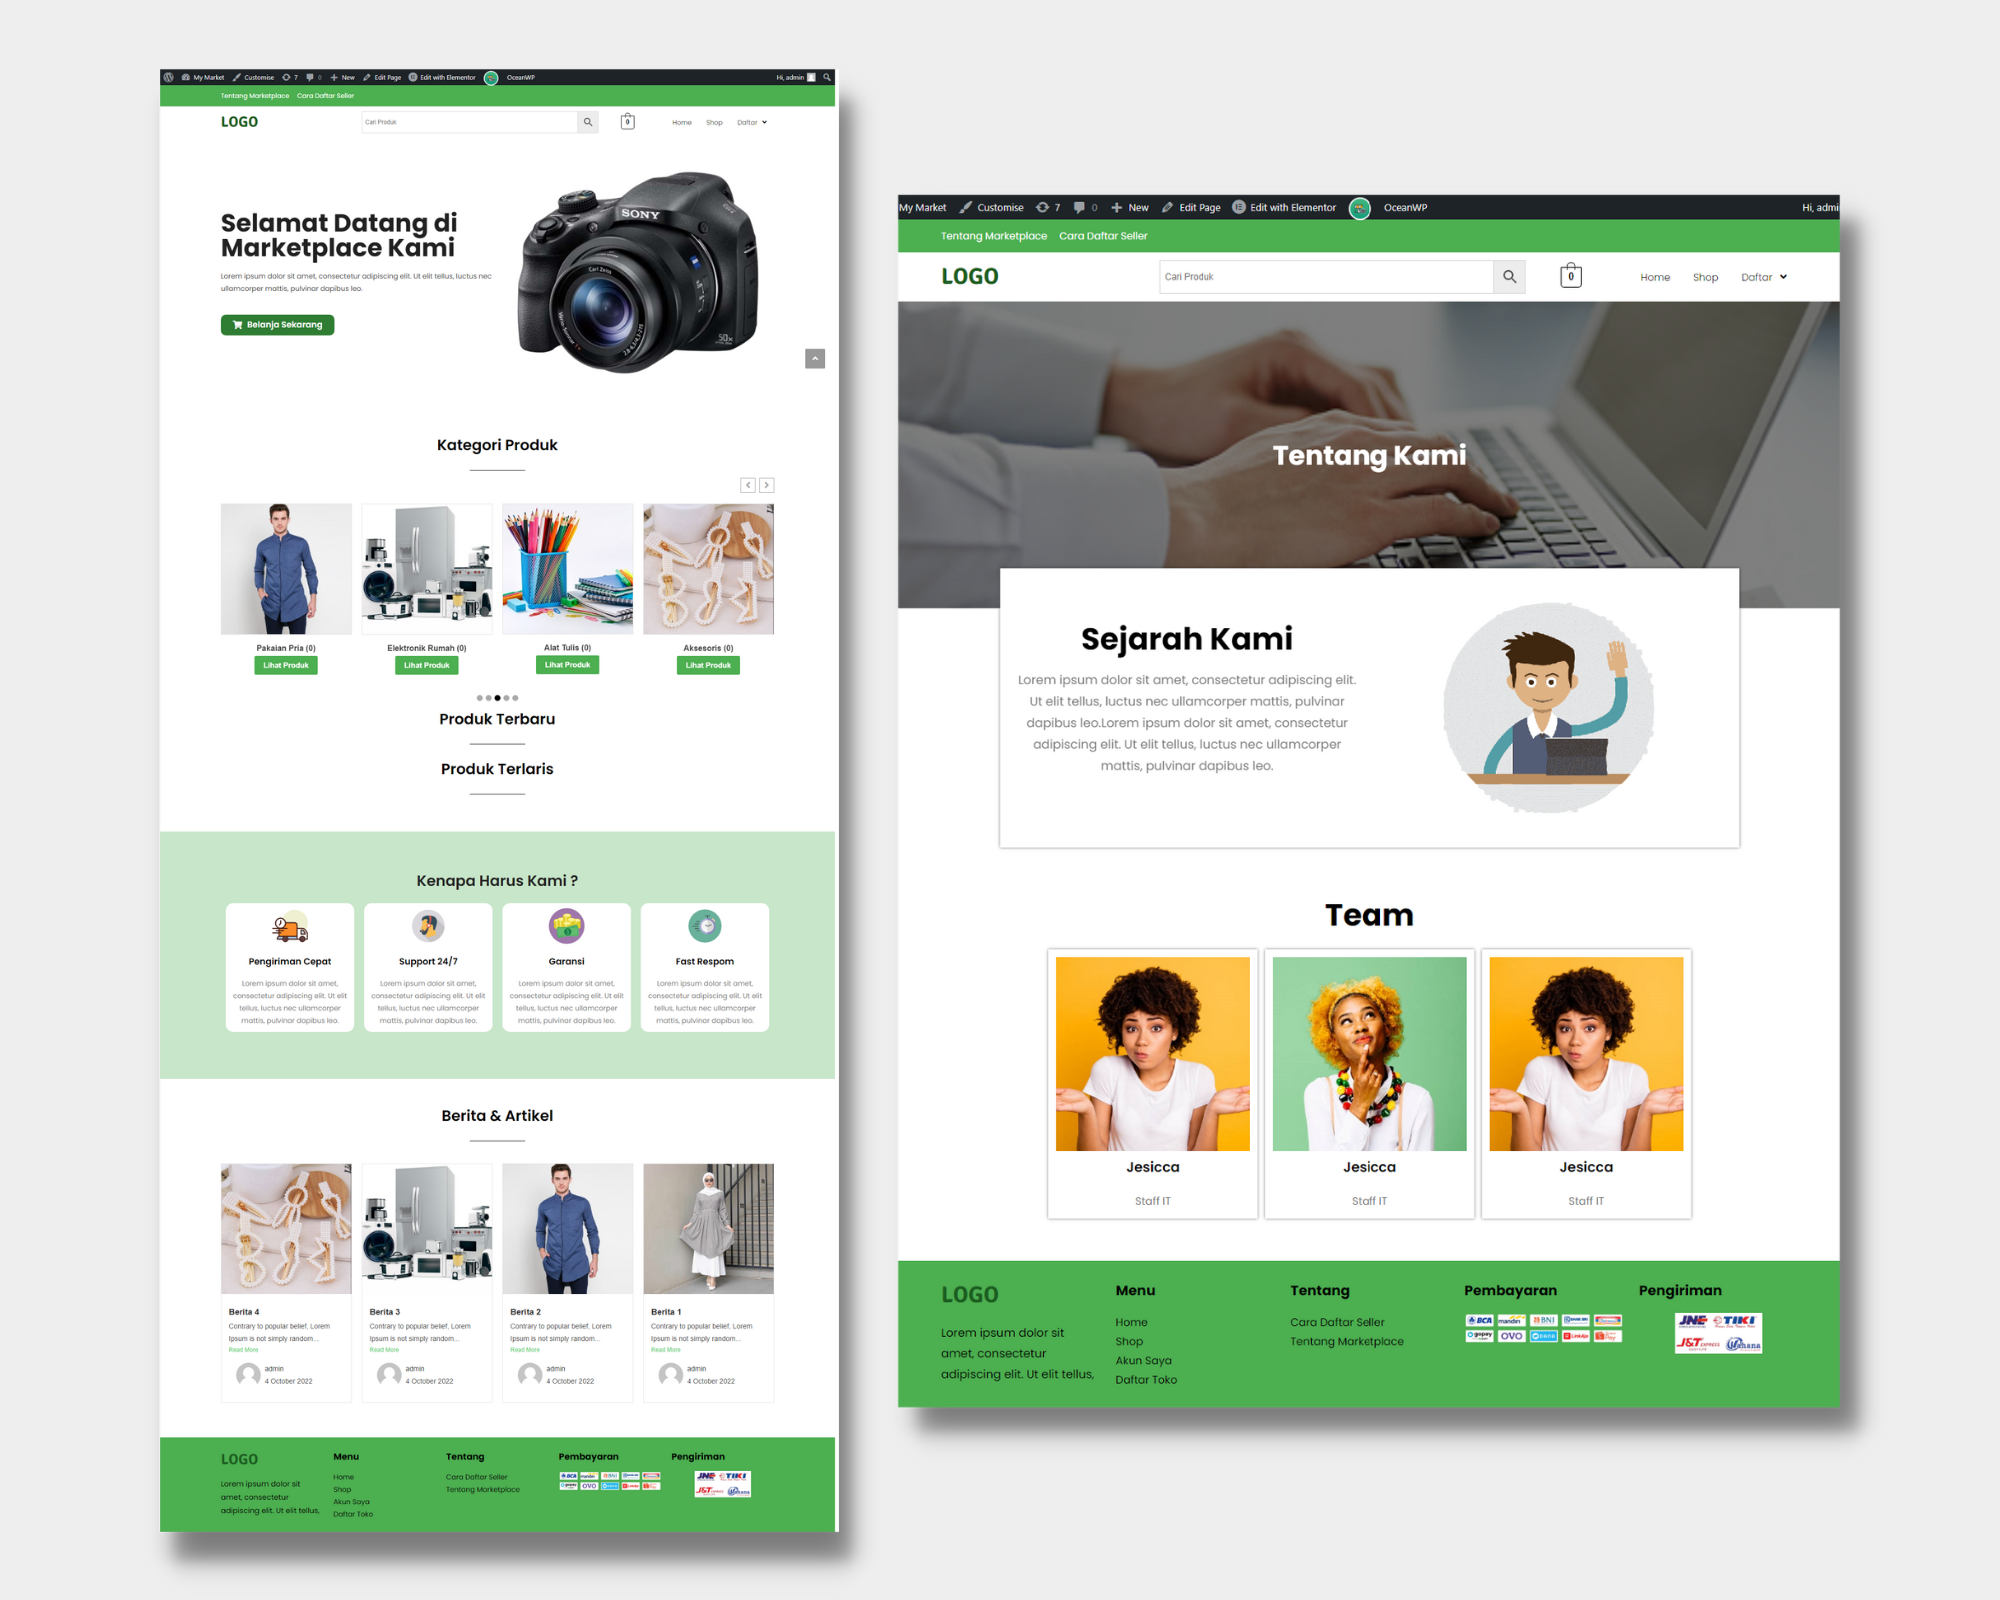 My Market Customise 7 0 New Edit Page Edit with Elementor OceanWP Hi, admin
Tentang Marketplace Cara Daftar Seller
LOGO Cari Produk 0 Home Shop Daftar
SONY
Carl Zeiss
50x
Selamat Datang di
Marketplace Kami
Lorem ipsum dolor sit amet, consectetur adipiscing elit. Ut elit tellus, luctus nec
ullamcorper mattis, pulvinar dapibus leo.
Belanja Sekarang
Kategori Produk
Pakaian Pria (0) Elektronik Rumah (0) Alat Tulis (0) Aksesoris (0)
Lihat Produk Lihat Produk Lihat Produk Lihat Produk
Produk Terbaru
Produk Terlaris
Kenapa Harus Kami ?
Pengiriman Cepat
Lorem ipsum dolor sit amet,
consectetur adipiscing elit. Ut elit
tellus, luctus nec ullamcorper
mattis, pulvinar dapibus leo.
Support 24/7
Lorem ipsum dolor sit amet,
consectetur adipiscing elit. Ut elit
tellus, luctus nec ullamcorper
mattis, pulvinar dapibus leo.
Garansi
Lorem ipsum dolor sit amet,
consectetur adipiscing elit. Ut elit
tellus, luctus nec ullamcorper
mattis, pulvinar dapibus leo.
Fast Respom
Lorem ipsum dolor sit amet,
consectetur adipiscing elit. Ut elit
tellus, luctus nec ullamcorper
mattis, pulvinar dapibus leo.
Berita & Artikel
Berita 4
Contrary to popular belief, Lorem
Ipsum is not simply random...
Read More
admin
4 October 2022
Berita 3
Contrary to popular belief, Lorem
Ipsum is not simply random...
Read More
admin
4 October 2022
Berita 2
Contrary to popular belief, Lorem
Ipsum is not simply random...
Read More
admin
4 October 2022
Berita 1
Contrary to popular belief, Lorem
Ipsum is not simply random...
Read More
admin
4 October 2022
LOGO
Lorem ipsum dolor sit
amet, consectetur
adipiscing elit. Ut elit tellus,
Menu
Home
Shop
Akun Saya
Daftar Toko
Tentang
Cara Daftar Seller
Tentang Marketplace
Pembayaran
BCA mandiri BNI
gopay OVO
Pengiriman
JNE TIKI
J&T EXPRESS Wahana
My Market Customise 7 0 New Edit Page Edit with Elementor OceanWP Hi, admi
Tentang Marketplace Cara Daftar Seller
LOGO Cari Produk 0 Home Shop Daftar
Tentang Kami
Sejarah Kami
Lorem ipsum dolor sit amet, consectetur adipiscing elit.
Ut elit tellus, luctus nec ullamcorper mattis, pulvinar
dapibus leo.Lorem ipsum dolor sit amet, consectetur
adipiscing elit. Ut elit tellus, luctus nec ullamcorper
mattis, pulvinar dapibus leo.
Team
Jesicca Jesicca Jesicca
Staff IT Staff IT Staff IT
LOGO
Lorem ipsum dolor sit
amet, consectetur
adipiscing elit. Ut elit tellus,
Menu
Home
Shop
Akun Saya
Daftar Toko
Tentang
Cara Daftar Seller
Tentang Marketplace
Pembayaran
BCA mandiri BNI BANK BRI
gopay OVO DANA LinkAja
Pengiriman
JNE TIKI
J&T EXPRESS Wahana